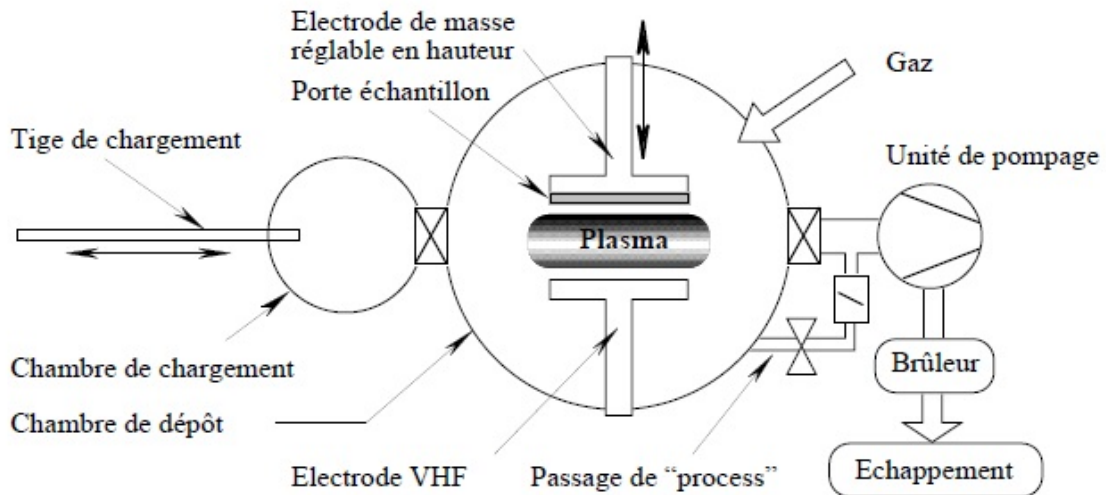 Electrode de masse
réglable en hauteur
Porte échantillon
Gaz
Tige de chargement
Unité de pompage
Plasma
Chambre de chargement
Chambre de dépôt
Brûleur
Electrode VHF
Passage de “process”
Echappement